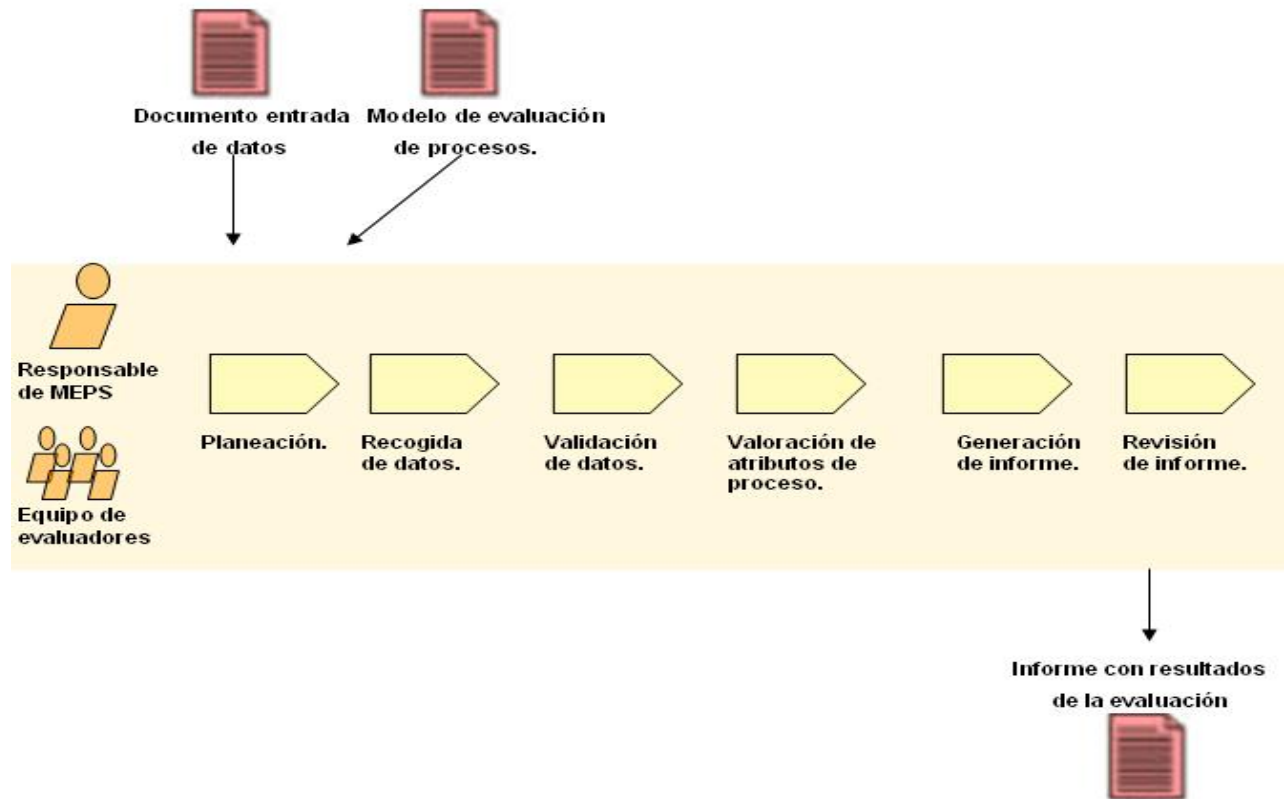 Documento entrada
de datos
Modelo de evaluación
de procesos.
Responsable
de MEPS
Equipo de
evaluadores
Planeación.
Recogida
de datos.
Validación
de datos.
Valoración de
atributos de
proceso.
Generación
de informe.
Revisión
de informe.
Informe con resultados
de la evaluación